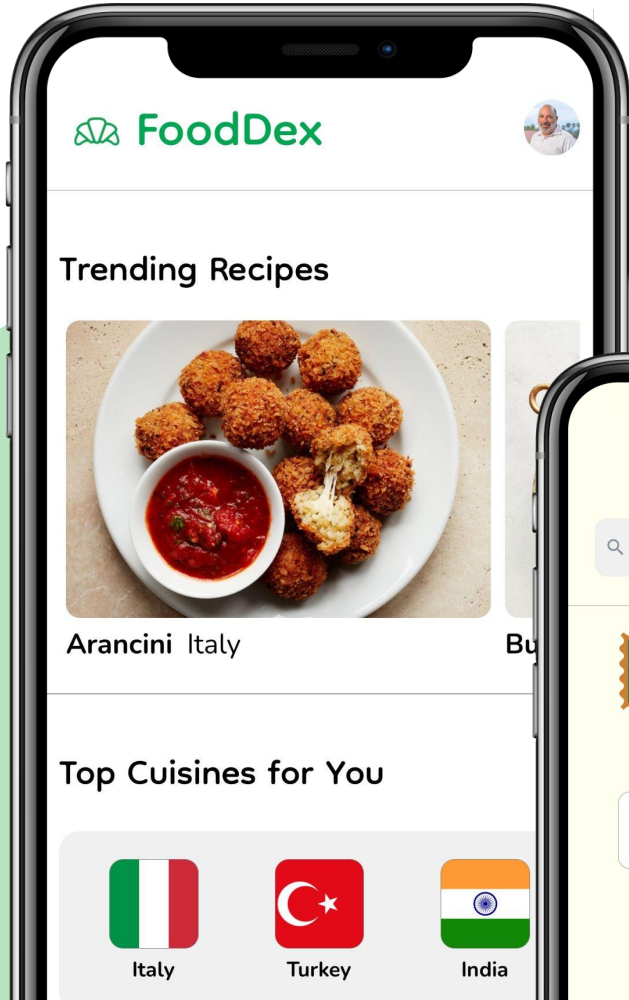 FoodDex
Trending Recipes
Arancini Italy
Top Cuisines for You
Italy Turkey India